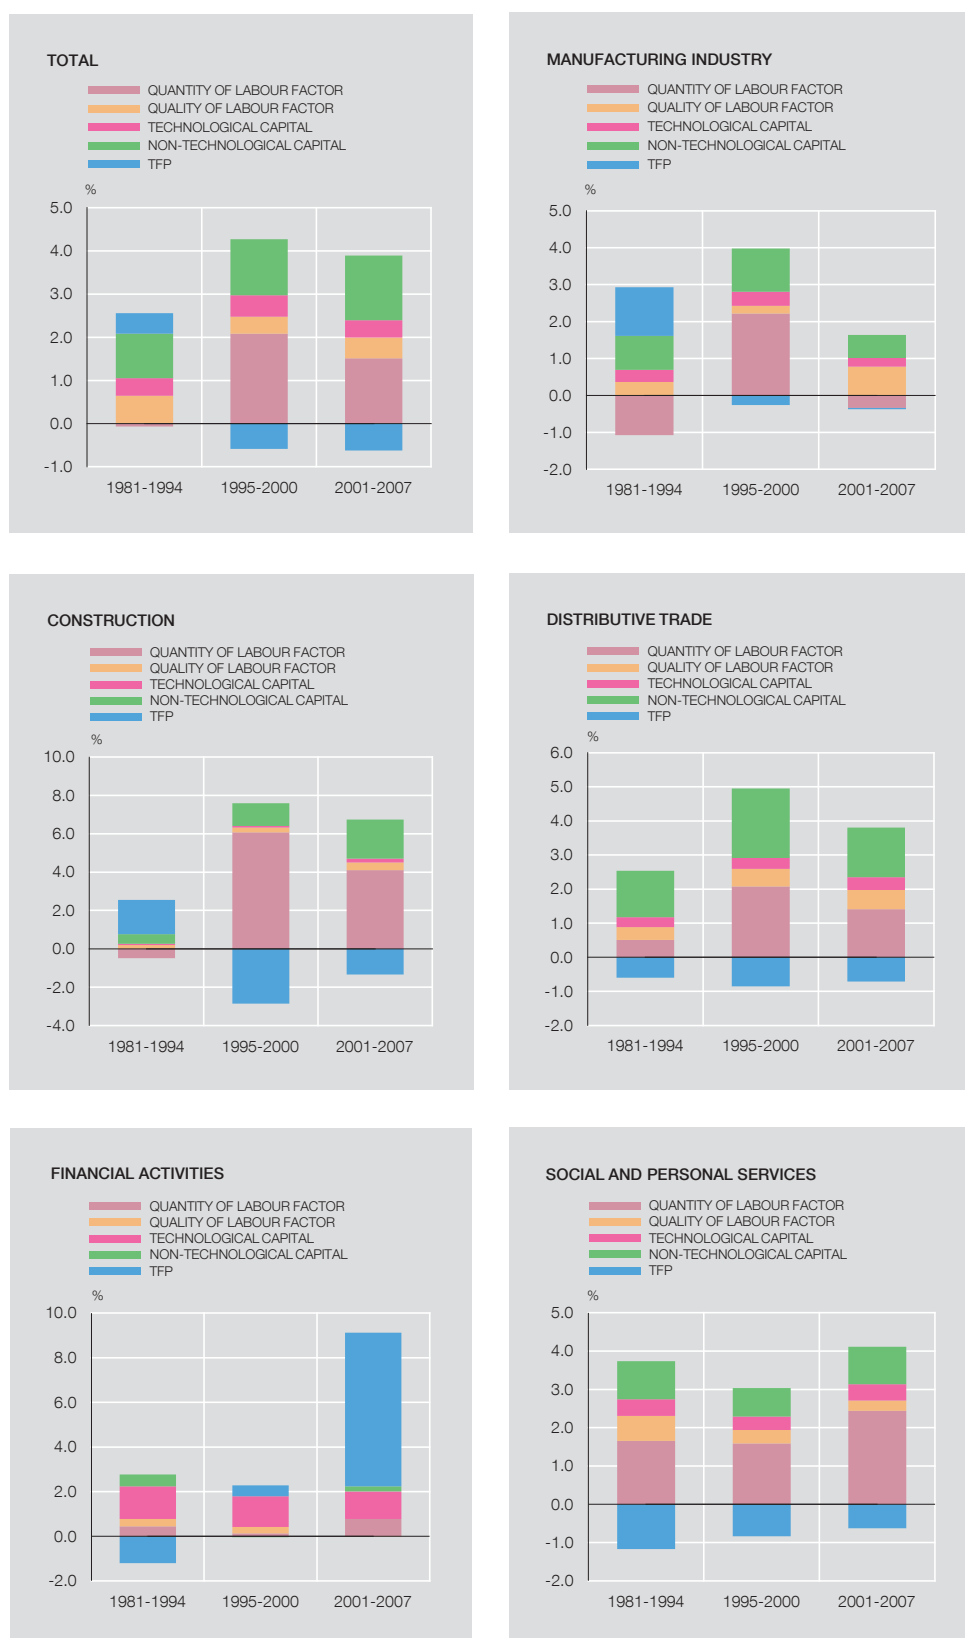 TOTAL
QUANTITY OF LABOUR FACTOR
QUALITY OF LABOUR FACTOR
TECHNOLOGICAL CAPITAL
NON-TECHNOLOGICAL CAPITAL
TFP
%
5.0
4.0
3.0
2.0
1.0
0.0
-1.0
1981-1994 1995-2000 2001-2007
MANUFACTURING INDUSTRY
QUANTITY OF LABOUR FACTOR
QUALITY OF LABOUR FACTOR
TECHNOLOGICAL CAPITAL
NON-TECHNOLOGICAL CAPITAL
TFP
%
5.0
4.0
3.0
2.0
1.0
0.0
-1.0
-2.0
1981-1994 1995-2000 2001-2007
CONSTRUCTION
QUANTITY OF LABOUR FACTOR
QUALITY OF LABOUR FACTOR
TECHNOLOGICAL CAPITAL
NON-TECHNOLOGICAL CAPITAL
TFP
%
10.0
8.0
6.0
4.0
2.0
0.0
-2.0
-4.0
1981-1994 1995-2000 2001-2007
DISTRIBUTIVE TRADE
QUANTITY OF LABOUR FACTOR
QUALITY OF LABOUR FACTOR
TECHNOLOGICAL CAPITAL
NON-TECHNOLOGICAL CAPITAL
TFP
%
6.0
5.0
4.0
3.0
2.0
1.0
0.0
-1.0
-2.0
1981-1994 1995-2000 2001-2007
FINANCIAL ACTIVITIES
QUANTITY OF LABOUR FACTOR
QUALITY OF LABOUR FACTOR
TECHNOLOGICAL CAPITAL
NON-TECHNOLOGICAL CAPITAL
TFP
%
10.0
8.0
6.0
4.0
2.0
0.0
-2.0
1981-1994 1995-2000 2001-2007
SOCIAL AND PERSONAL SERVICES
QUANTITY OF LABOUR FACTOR
QUALITY OF LABOUR FACTOR
TECHNOLOGICAL CAPITAL
NON-TECHNOLOGICAL CAPITAL
TFP
%
5.0
4.0
3.0
2.0
1.0
0.0
-1.0
-2.0
1981-1994 1995-2000 2001-2007